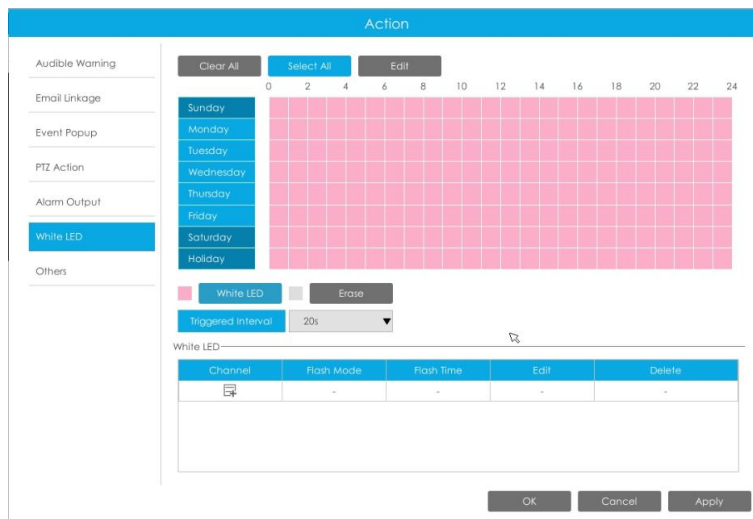 Action
Audible Warning
Email Linkage
Event Popup
PTZ Action
Alarm Output
White LED
Others
Clear All Select All Edit
0 2 4 6 8 10 12 14 16 18 20 22 24
Sunday
Monday
Tuesday
Wednesday
Thursday
Friday
Saturday
Holiday
White LED Erase
Triggered Interval 20s
White LED
Channel Flash Mode Flash Time Edit Delete
- - - -
OK Cancel Apply